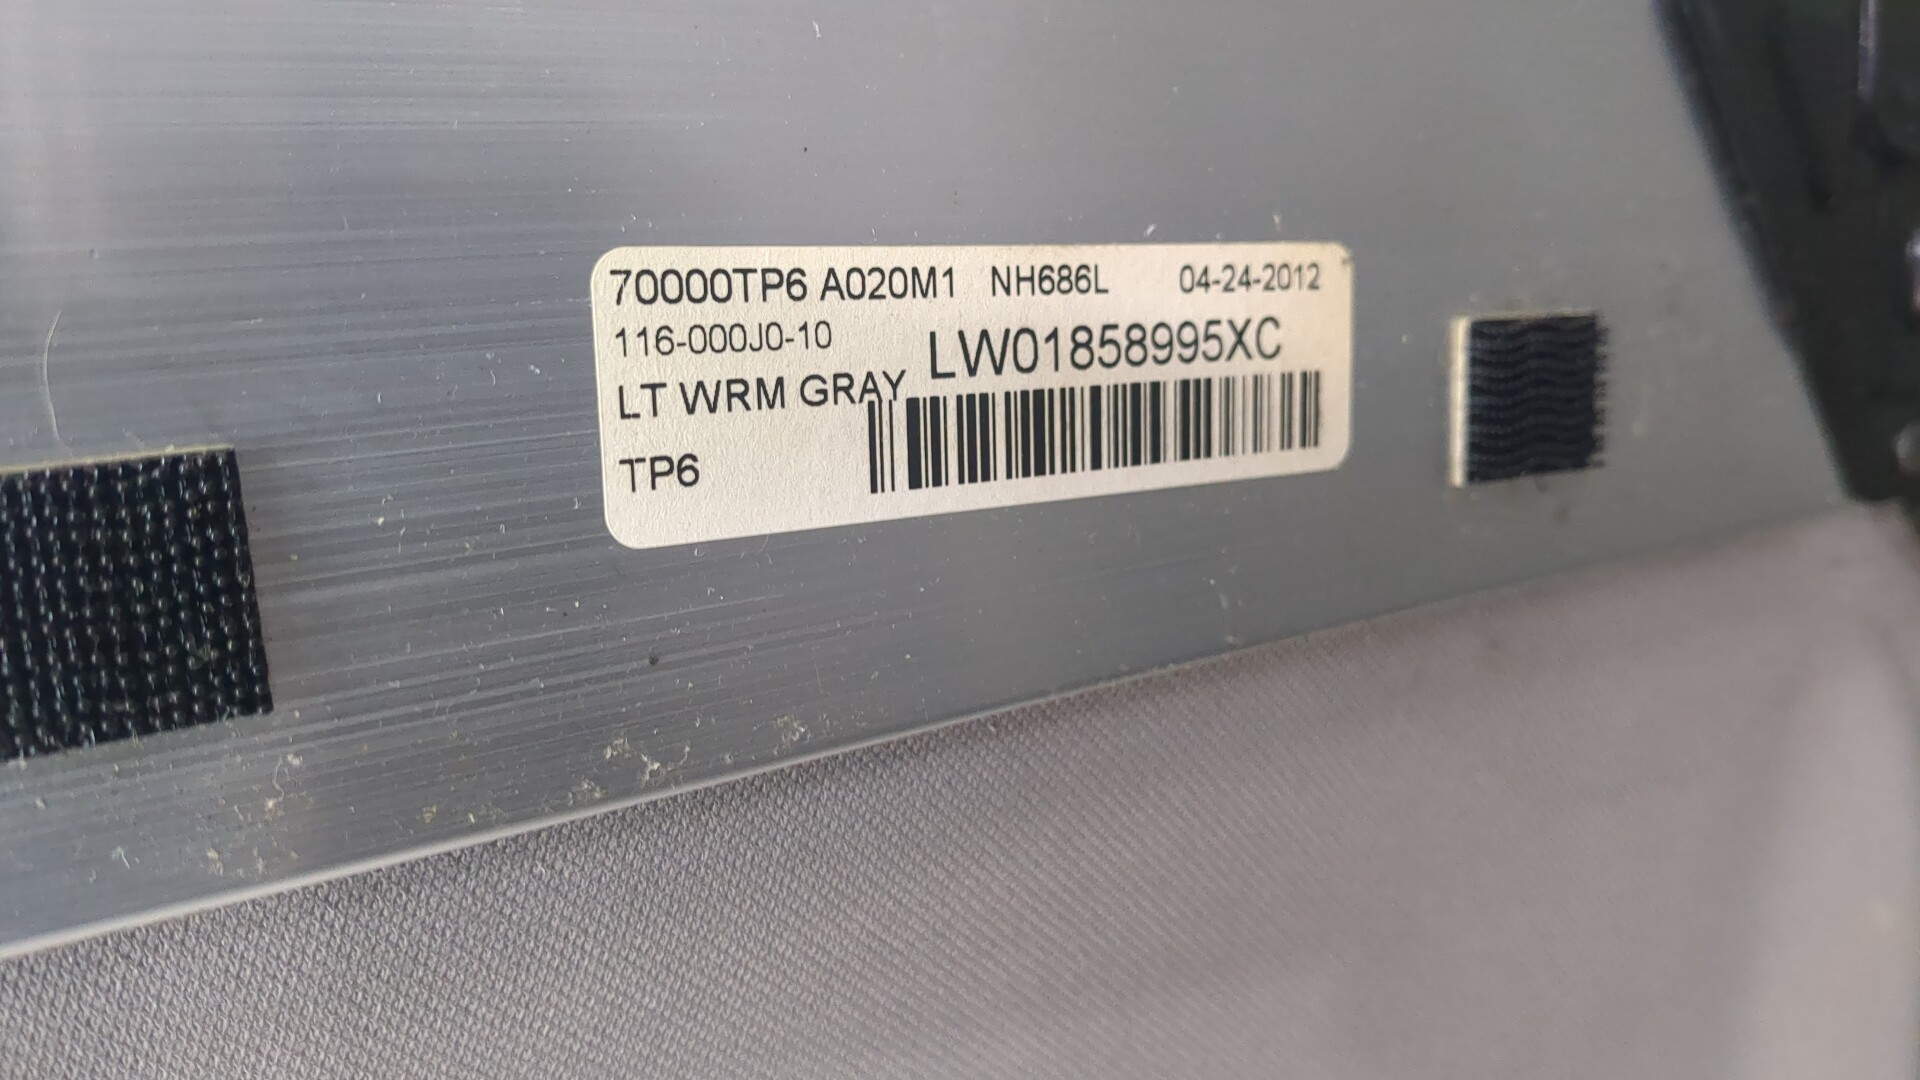 70000TP6 A020M1 NH686L 04-24-2012
116-000J0-10 LW01858995XC
LT WRM GRAY
TP6